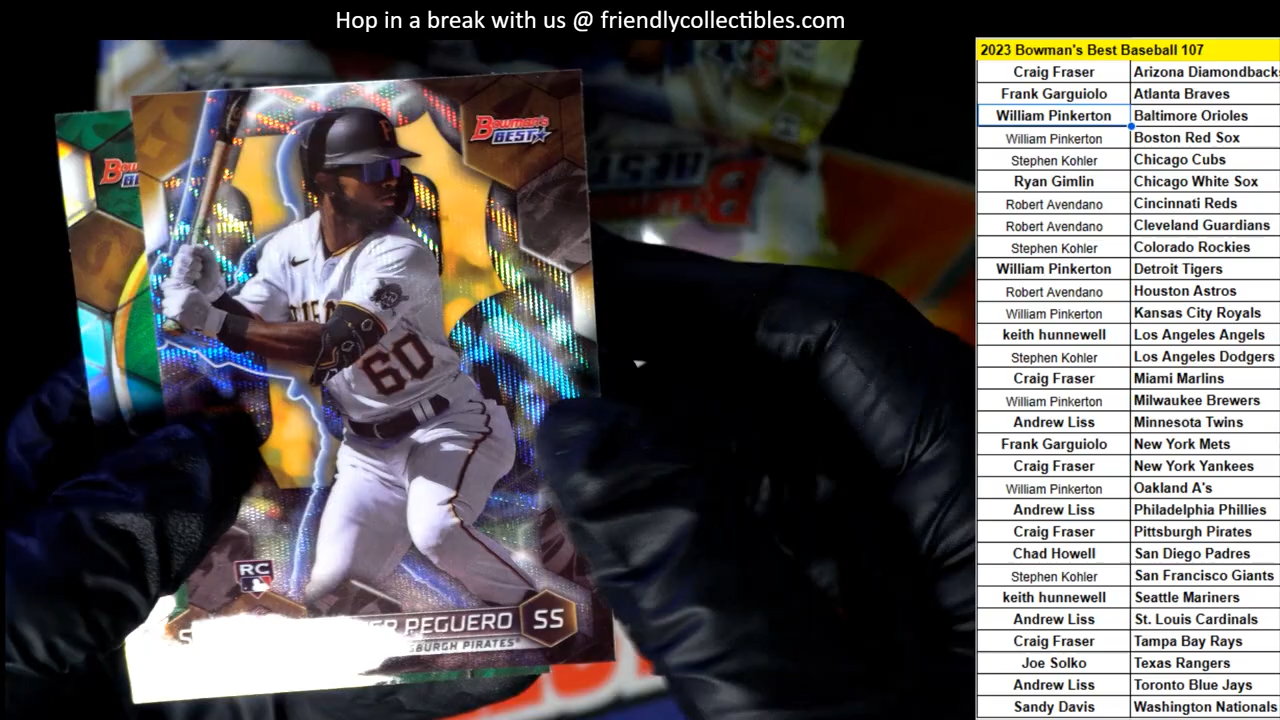 Hop in a break with us @ friendlycollectibles.com
2023 Bowman's Best Baseball 107
Craig Fraser Arizona Diamondbacks
Frank Garguiolo Atlanta Braves
William Pinkerton Baltimore Orioles
William Pinkerton Boston Red Sox
Stephen Kohler Chicago Cubs
Ryan Gimlin Chicago White Sox
Robert Avendano Cincinnati Reds
Robert Avendano Cleveland Guardians
Stephen Kohler Colorado Rockies
William Pinkerton Detroit Tigers
Robert Avendano Houston Astros
William Pinkerton Kansas City Royals
keith hunnewell Los Angeles Angels
Stephen Kohler Los Angeles Dodgers
Craig Fraser Miami Marlins
William Pinkerton Milwaukee Brewers
Andrew Liss Minnesota Twins
Frank Garguiolo New York Mets
Craig Fraser New York Yankees
William Pinkerton Oakland A's
Andrew Liss Philadelphia Phillies
Craig Fraser Pittsburgh Pirates
Chad Howell San Diego Padres
Stephen Kohler San Francisco Giants
keith hunnewell Seattle Mariners
Andrew Liss St. Louis Cardinals
Craig Fraser Tampa Bay Rays
Joe Solko Texas Rangers
Andrew Liss Toronto Blue Jays
Sandy Davis Washington Nationals
Bowman's
BEST
P
60
RC
PEGUERO SS
PIRATES